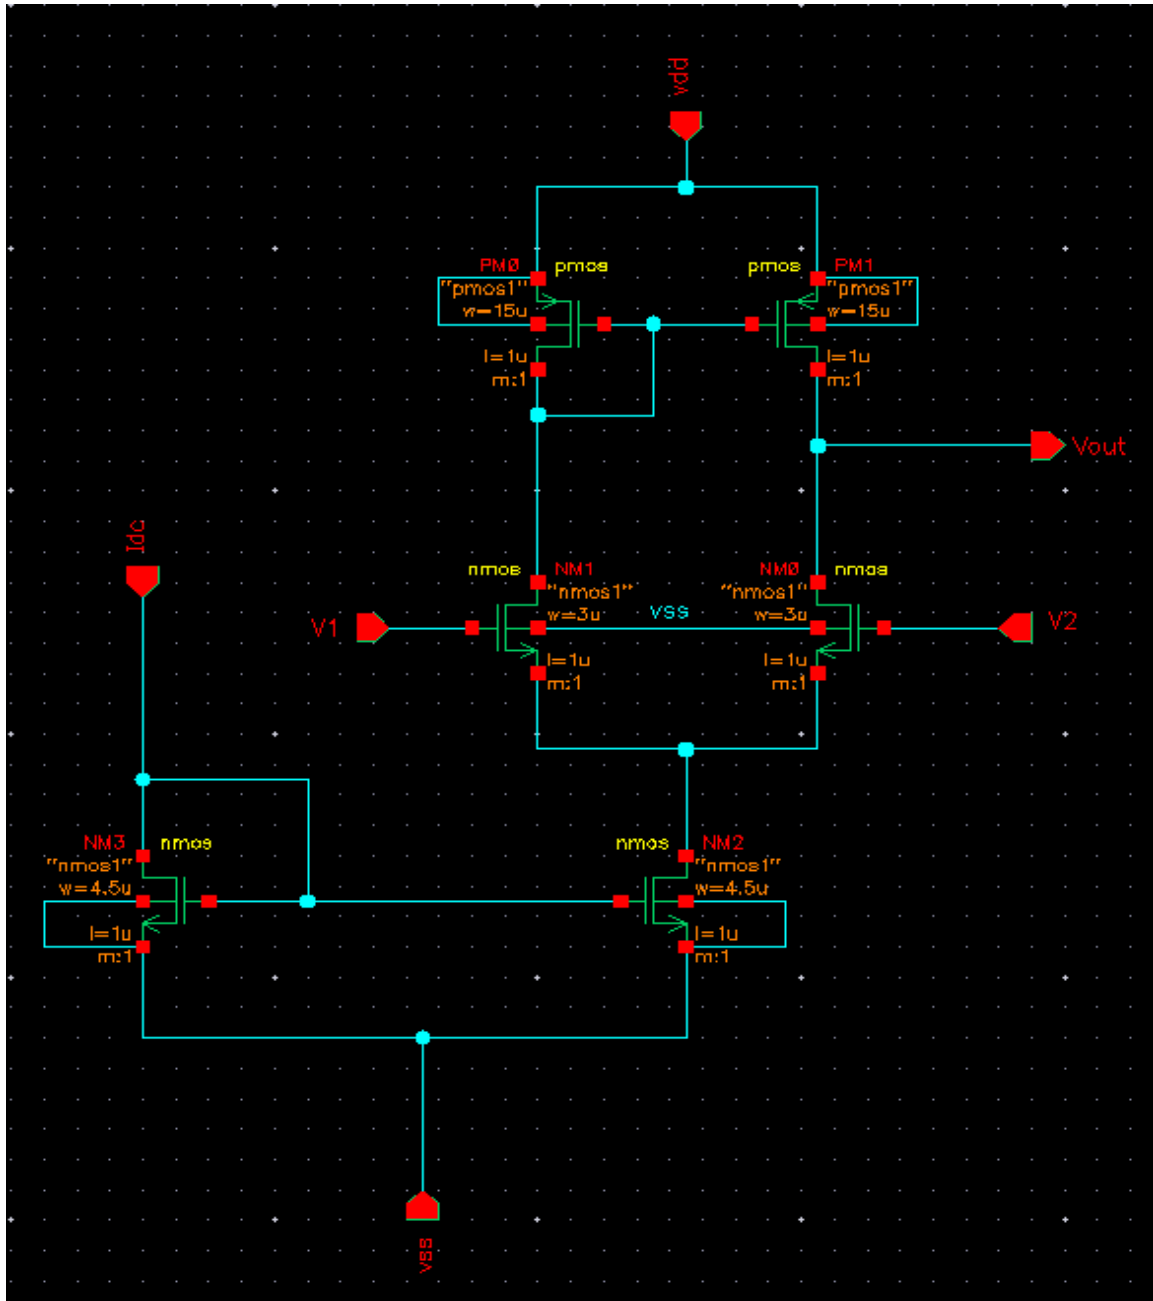 vdd
PM0 pmos
"pmos1"
w=15u
l=1u
m:1
pmos PM1
"pmos1"
w=15u
l=1u
m:1
Vout
Idc
nmos NM1
"nmos1"
w=3u
l=1u
m:1
V1
vss
NM0 nmos
"nmos1"
w=3u
l=1u
m:1
V2
NM3 nmos
"nmos1"
w=4.5u
l=1u
m:1
nmos NM2
"nmos1"
w=4.5u
l=1u
m:1
vss